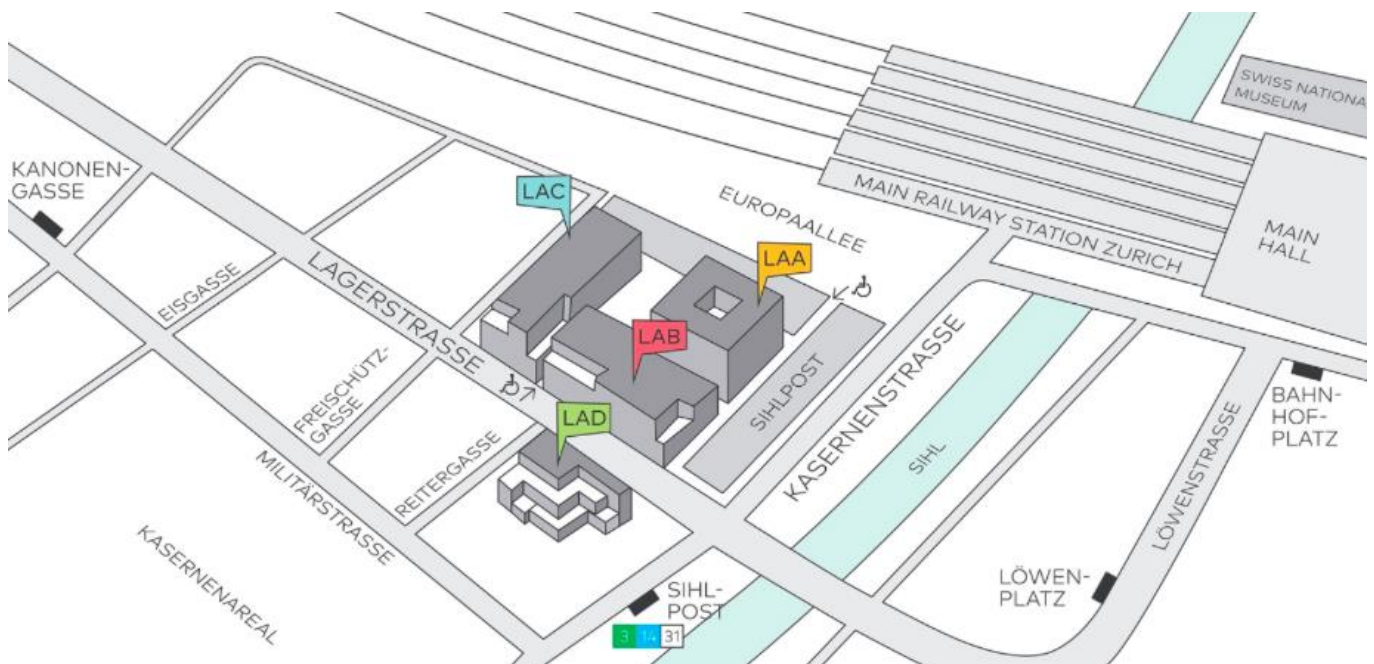 SWISS NATIONA
MUSEUM
KANONEN-
GASSE
LAC
EUROPAALLEE
MAIN RAILWAY STATION ZURICH
MAIN
HALL
LAA
EISGASSE
LAGERSTRASSE
LAB
SIHLPOST
KASERNENSTRASSE
FREISCHÜTZ-
GASSE
LAD
BAHN-
HOF-
PLATZ
REITERGASSE
MILITÄRSTRASSE
SIHL
LÖWENSTRASSE
KASERNENAREAL
SIHL-
POST
LÖWEN-
PLATZ
3 14 31